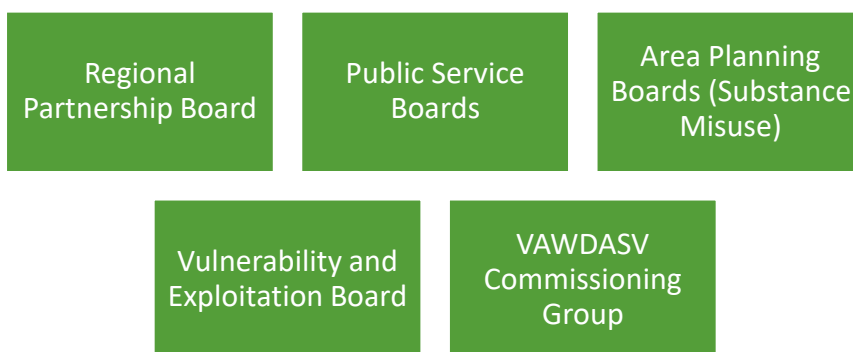 Regional
Partnership Board
Public Service
Boards
Area Planning
Boards (Substance
Misuse)
Vulnerability and
Exploitation Board
VAWDASV
Commissioning
Group